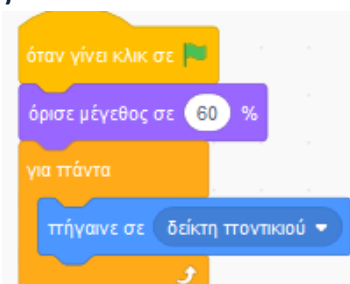 όταν γίνει κλικ σε
όρισε μέγεθος σε 60 %
για πάντα
πήγαινε σε δείκτη ποντικιού